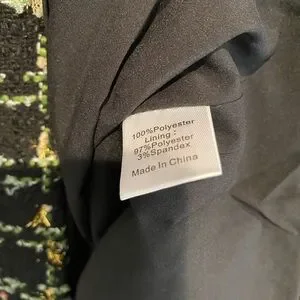 100%Polyester
Lining :
97%Polyester
3%Spandex
Made In China